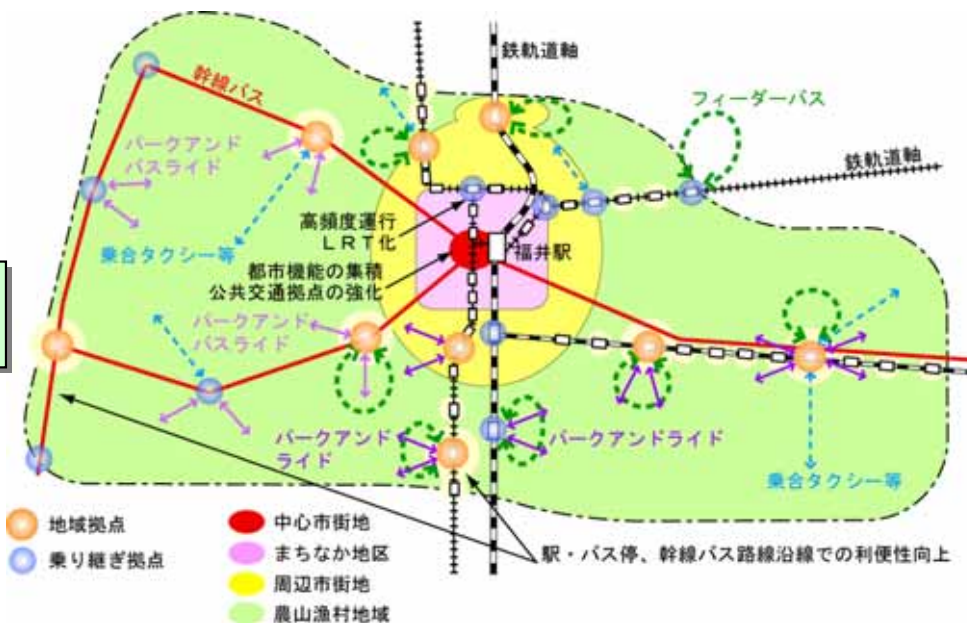 鉄軌道軸
幹線バス
フィーダーバス
パークアンド
バスライド
鉄軌道軸
高頻度運行
ＬＲＴ化
福井駅
乗合タクシー等
都市機能の集積
公共交通拠点の強化
パークアンド
バスライド
パークアンド
ライド
パークアンドライド
乗合タクシー等
地域拠点
乗り継ぎ拠点
中心市街地
まちなか地区
周辺市街地
農山漁村地域
駅・バス停、幹線バス路線沿線での利便性向上